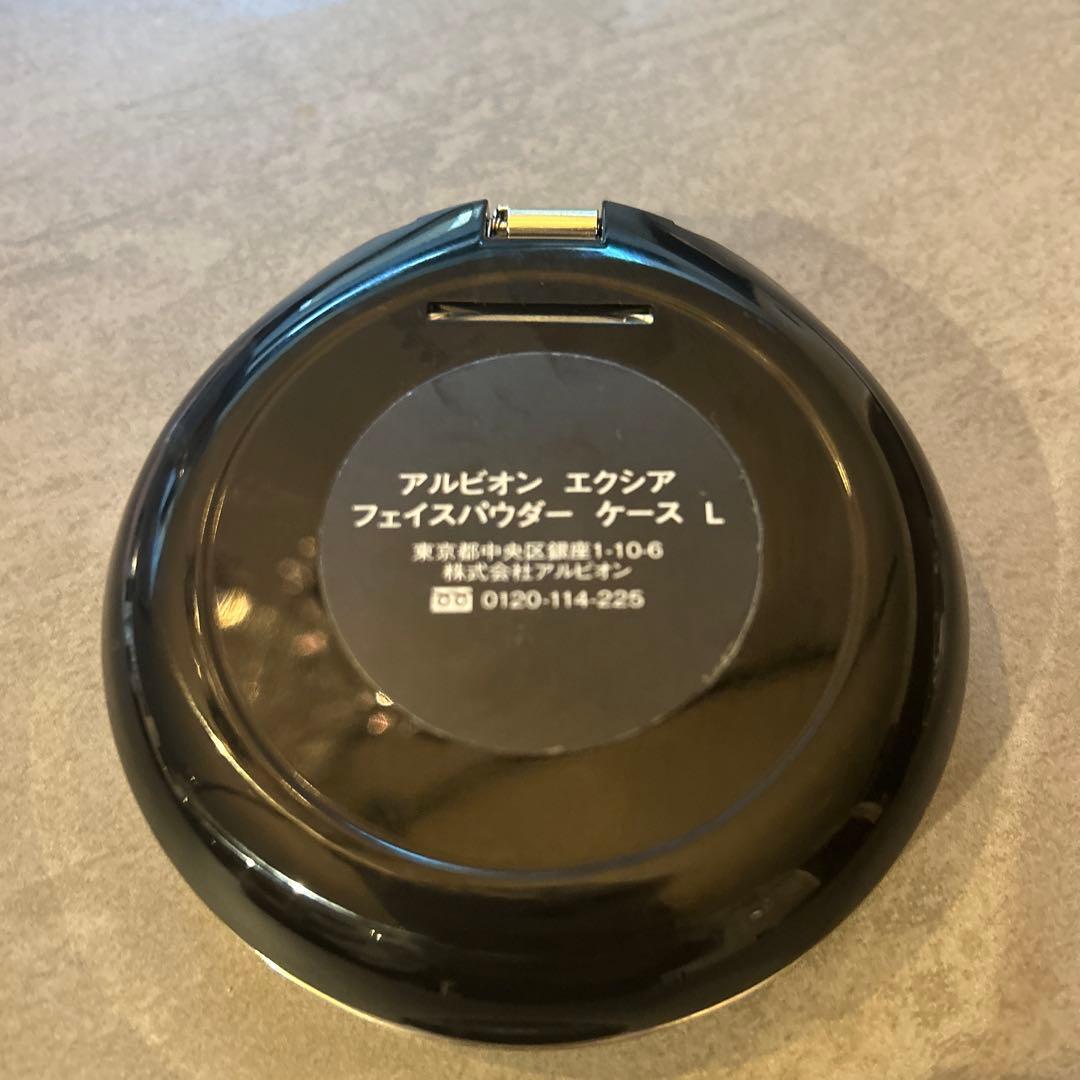 アルビオン エクシア
フェイスパウダー ケース L
東京都中央区銀座1-10-6
株式会社アルビオン
0120-114-225